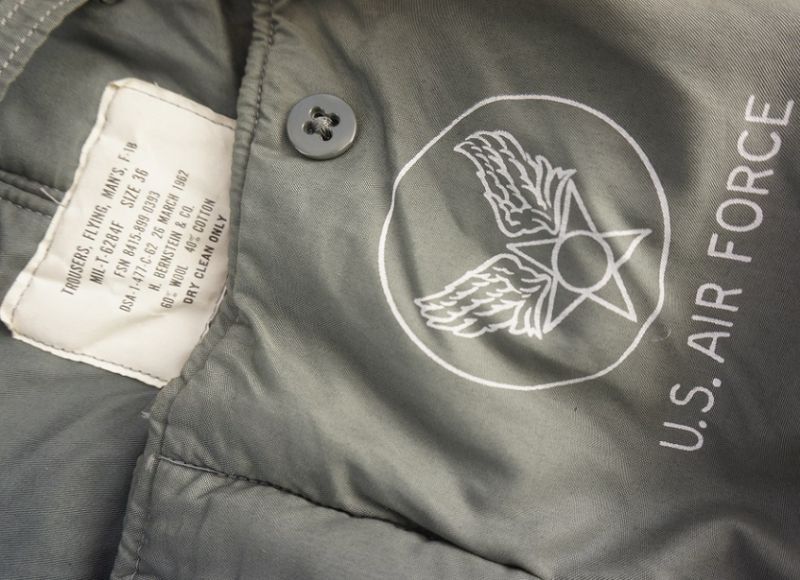 TROUSERS, FLYING, MAN'S, F-1B
MIL-T-6284F SIZE 36
FSN 8415-899 0393
DSA-1-477-C-62 26 MARCH 1962
H. BERNSTEIN & CO.
60% WOOL 40% COTTON
DRY CLEAN ONLY
U.S. AIR FORCE